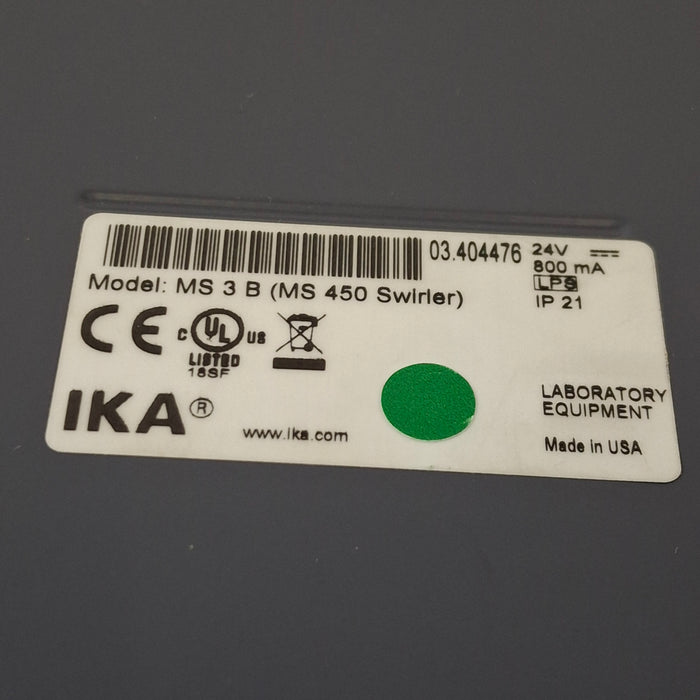 03.404476
24V
800 mA
LPS
IP 21
Model: MS 3 B (MS 450 Swirler)
CE
C UL US
LISTED
18SF
IKA®
www.ika.com
LABORATORY
EQUIPMENT
Made in USA